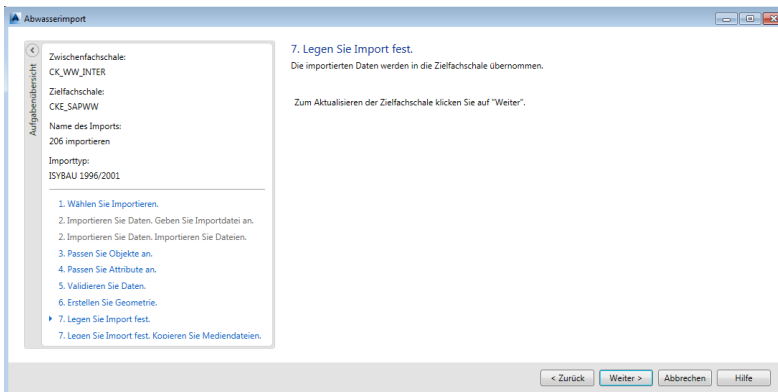 Abwasserimport
Aufgabenübersicht
Zwischenfachschale:
CK_WW_INTER
Zielfachschale:
CKE_SAPWW
Name des Imports:
206 importieren
Importtyp:
ISYBAU 1996/2001
1. Wählen Sie Importieren.
2. Importieren Sie Daten. Geben Sie Importdatei an.
2. Importieren Sie Daten. Importieren Sie Dateien.
3. Passen Sie Objekte an.
4. Passen Sie Attribute an.
5. Validieren Sie Daten.
6. Erstellen Sie Geometrie.
7. Legen Sie Import fest.
7. Legen Sie Import fest. Kopieren Sie Mediendateien.
7. Legen Sie Import fest.
Die importierten Daten werden in die Zielfachschale übernommen.
Zum Aktualisieren der Zielfachschale klicken Sie auf "Weiter".
< Zurück Weiter > Abbrechen Hilfe